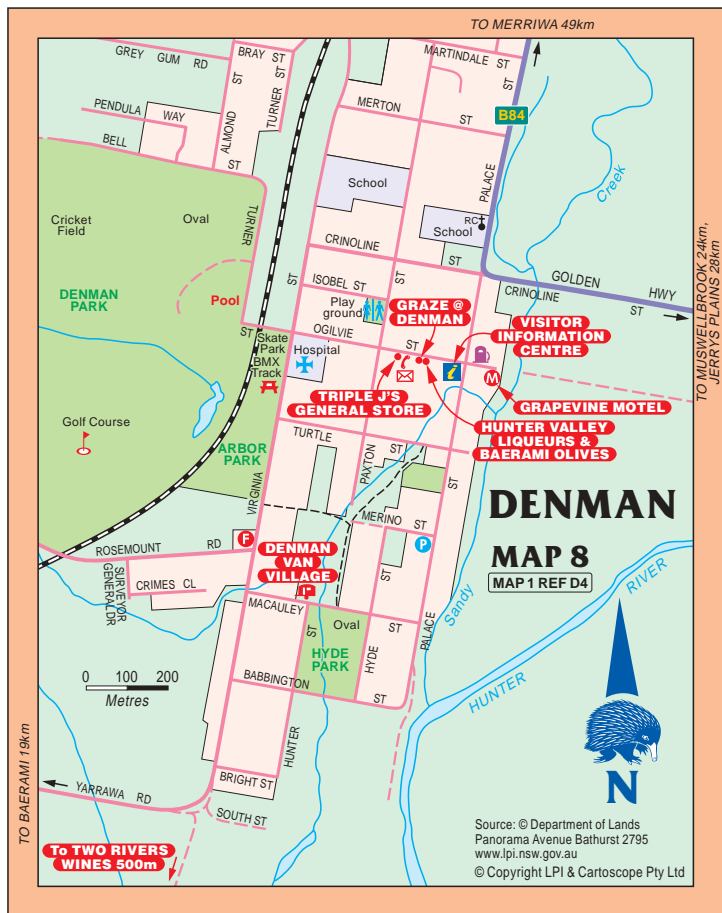 TO MERRIWA 49km
GREY GUM RD
BRAY ST
TURNER ST
ALMOND ST
PENDULA WAY
BELL ST
MARTINDALE ST
MERTON ST
B84
PALACE ST
Creek
School
RC
School
CRINOLINE ST
Cricket
Field
Oval
TURNER ST
DENMAN
PARK
Pool
ISOBEL ST
Play
ground
OGILVIE ST
GRAZE @
DENMAN
GOLDEN HWY
CRINOLINE ST
TO MUSWELLBROOK 24km,
JERRYS PLAINS 28km
VISITOR
INFORMATION
CENTRE
Skate
Park
BMX
Track
Hospital
i
M
TRIPLE J'S
GENERAL STORE
GRAPEVINE MOTEL
HUNTER VALLEY
LIQUEURS &
BAERAMI OLIVES
Golf Course
ARBOR
PARK
VIRGINIA ST
TURTLE ST
PAXTON ST
DENMAN
MAP 8
MAP 1 REF D4
MERINO ST
P
F
ROSEMOUNT RD
SURVEYOR
GENERAL DR
CRIMES CL
DENMAN
VAN
VILLAGE
MACAULEY ST
Oval
HYDE
PARK
HYDE ST
PALACE ST
Sandy
HUNTER RIVER
0 100 200
Metres
BABBINGTON ST
HUNTER ST
BRIGHT ST
SOUTH ST
YARRAWA RD
TO BAERAMI 19km
To TWO RIVERS
WINES 500m
N
Source: © Department of Lands
Panorama Avenue Bathurst 2795
www.lpi.nsw.gov.au
© Copyright LPI & Cartoscope Pty Ltd